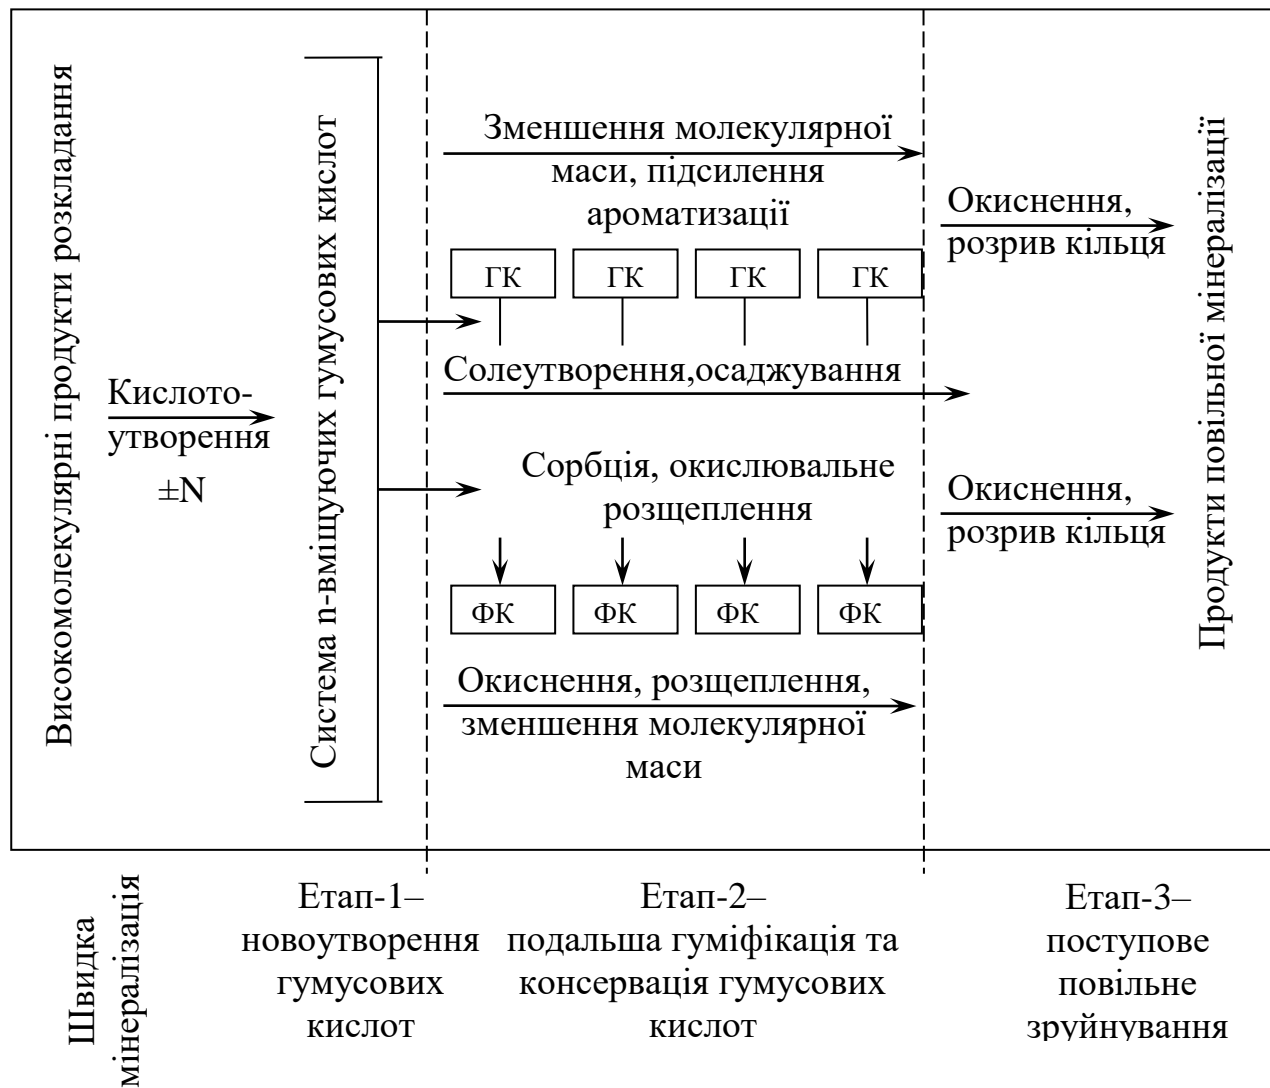 Високомолекулярні продукти розкладання
Кислото-
утворення
±N
Система n-вміщуючих гумусових кислот
Зменшення молекулярної
маси, підсилення
ароматизації
ГК ГК ГК ГК
Солеутворення,осаджування
Сорбція, окислювальне
розщеплення
ФК ФК ФК ФК
Окиснення, розщеплення,
зменшення молекулярної
маси
Окиснення,
розрив кільця
Окиснення,
розрив кільця
Продукти повільної мінералізації
Швидка
мінералізація
Етап-1–
новоутворення
гумусових
кислот
Етап-2–
подальша гуміфікація та
консервація гумусових
кислот
Етап-3–
поступове
повільне
зруйнування